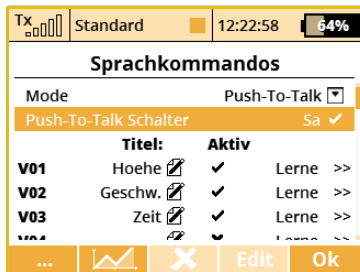 Tx Standard 12:22:58 64%
Sprachkommandos
Mode Push-To-Talk
Push-To-Talk Schalter Sa
Titel: Aktiv
V01 Hoehe Lerne >>
V02 Geschw. Lerne >>
V03 Zeit Lerne >>
... Edit Ok